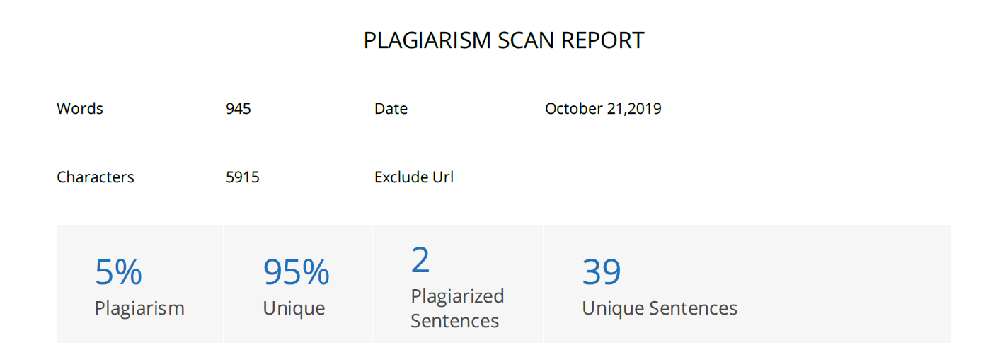 PLAGIARISM SCAN REPORT
Words 945 Date October 21,2019
Characters 5915 Exclude Url
5% 95% 2 39
Plagiarism Unique Plagiarized Sentences Unique Sentences